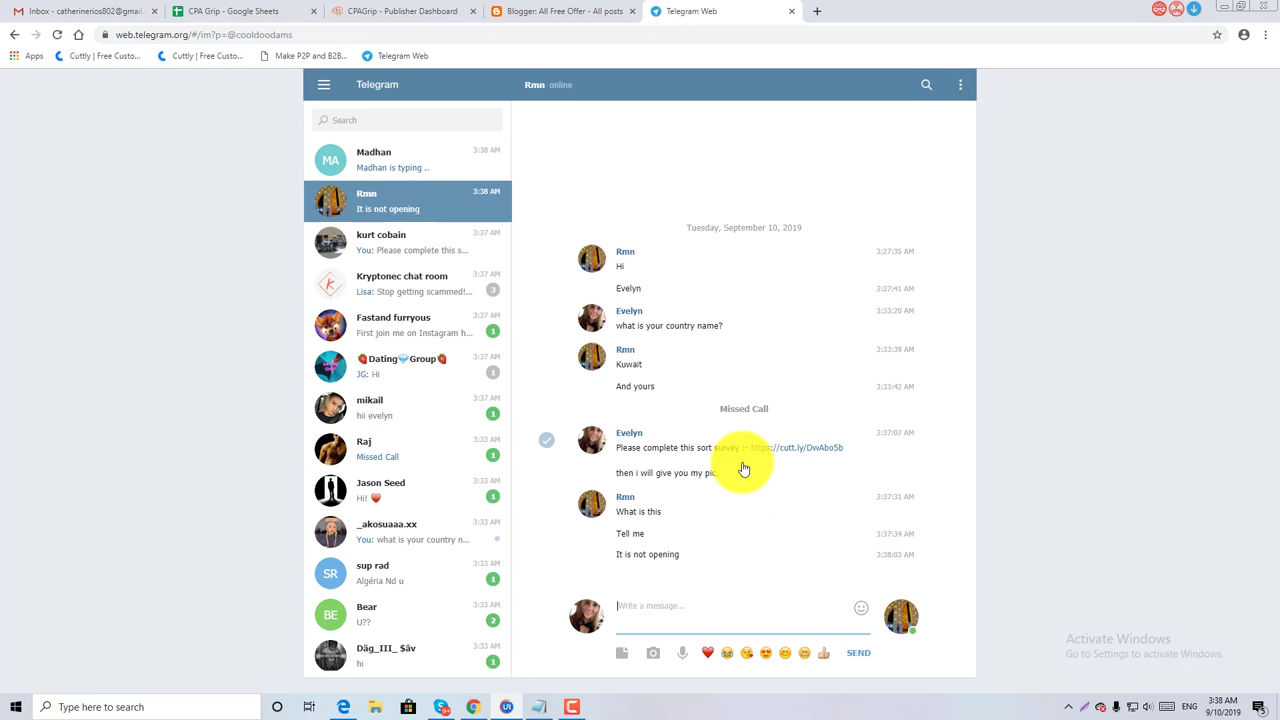 Inbox - catherinerios893@gmail
CPA Grip - Google Sheets
CPAGrip - Publisher Dashboard
Blogger: All Free Offer - All posts
Telegram Web
web.telegram.org/#/im?p=@cooldoodams
Apps
Cuttly | Free Custo...
Cuttly | Free Custo...
Make P2P and B2B...
Telegram Web
Telegram
Rmn online
Search
Madhan 3:38 AM
Madhan is typing ..
Rmn 3:38 AM
It is not opening
kurt cobain 3:37 AM
You: Please complete this s...
Kryptonec chat room 3:37 AM
Lisa: Stop getting scammed!... 3
Fastand furryous 3:37 AM
First join me on Instagram h... 1
🍓Dating💎Group🍓 3:37 AM
JG: Hi 1
mikail 3:37 AM
hii evelyn 1
Raj 3:33 AM
Missed Call 1
Jason Seed 3:33 AM
Hi! ♥ 1
_akosuaaa.xx 3:33 AM
You: what is your country n...
SR
sup rad 3:33 AM
Algéria Nd u 1
BE
Bear 3:33 AM
U?? 2
Däg_III_ $äv 3:33 AM
hi 1
MA
K
Tuesday, September 10, 2019
Rmn 3:27:35 AM
Hi
Evelyn 3:27:41 AM
Evelyn 3:33:20 AM
what is your country name?
Rmn 3:33:39 AM
Kuwait
And yours 3:33:42 AM
Missed Call
Evelyn 3:37:07 AM
Please complete this sort survey :- https://cutt.ly/DwAbo5b
then i will give you my pic,
Rmn 3:37:31 AM
What is this
Tell me 3:37:34 AM
It is not opening 3:38:03 AM
Write a message...
SEND
Activate Windows
Go to Settings to activate Windows.
Type here to search
ENG
3:38 AM
9/10/2019